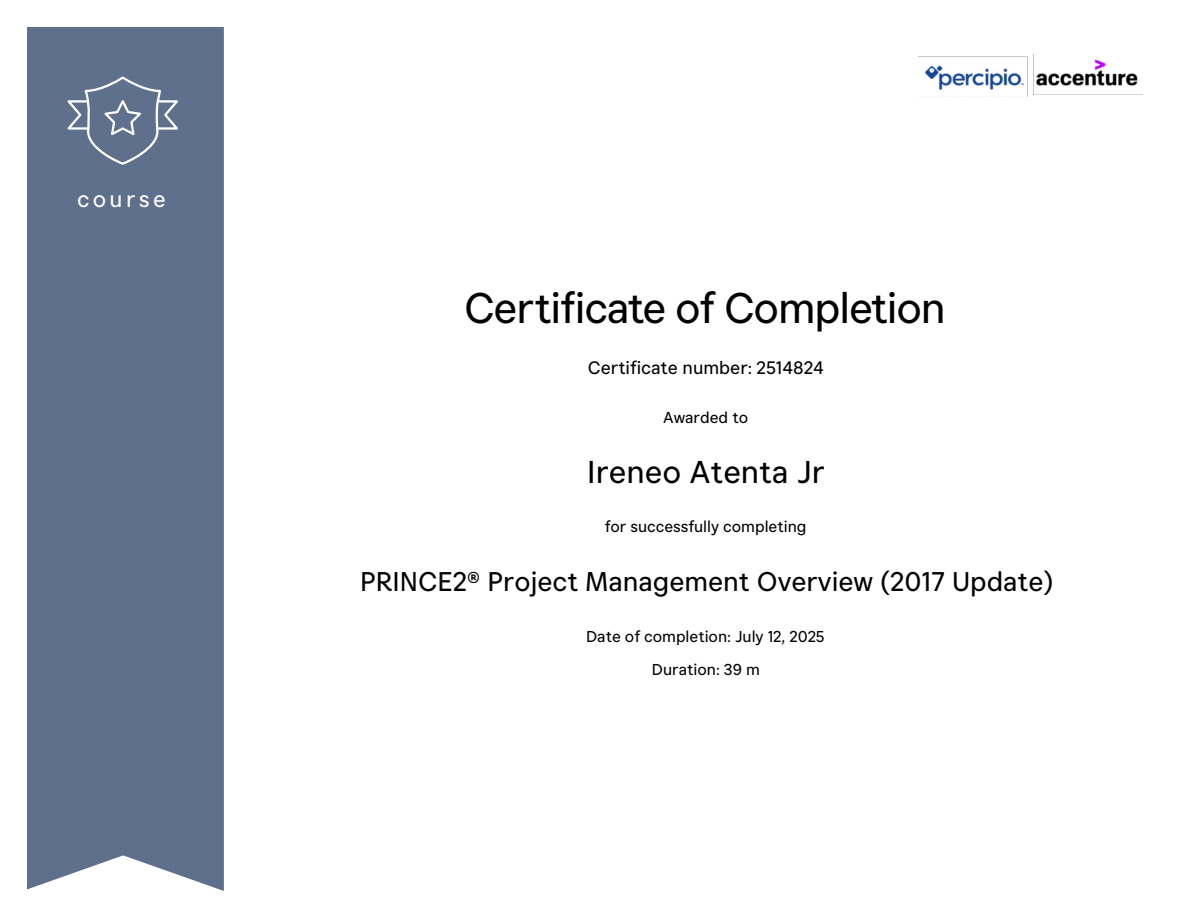 percipio.
accenture
course
Certificate of Completion
Certificate number: 2514824
Awarded to
Ireneo Atenta Jr
for successfully completing
PRINCE2® Project Management Overview (2017 Update)
Date of completion: July 12, 2025
Duration: 39 m